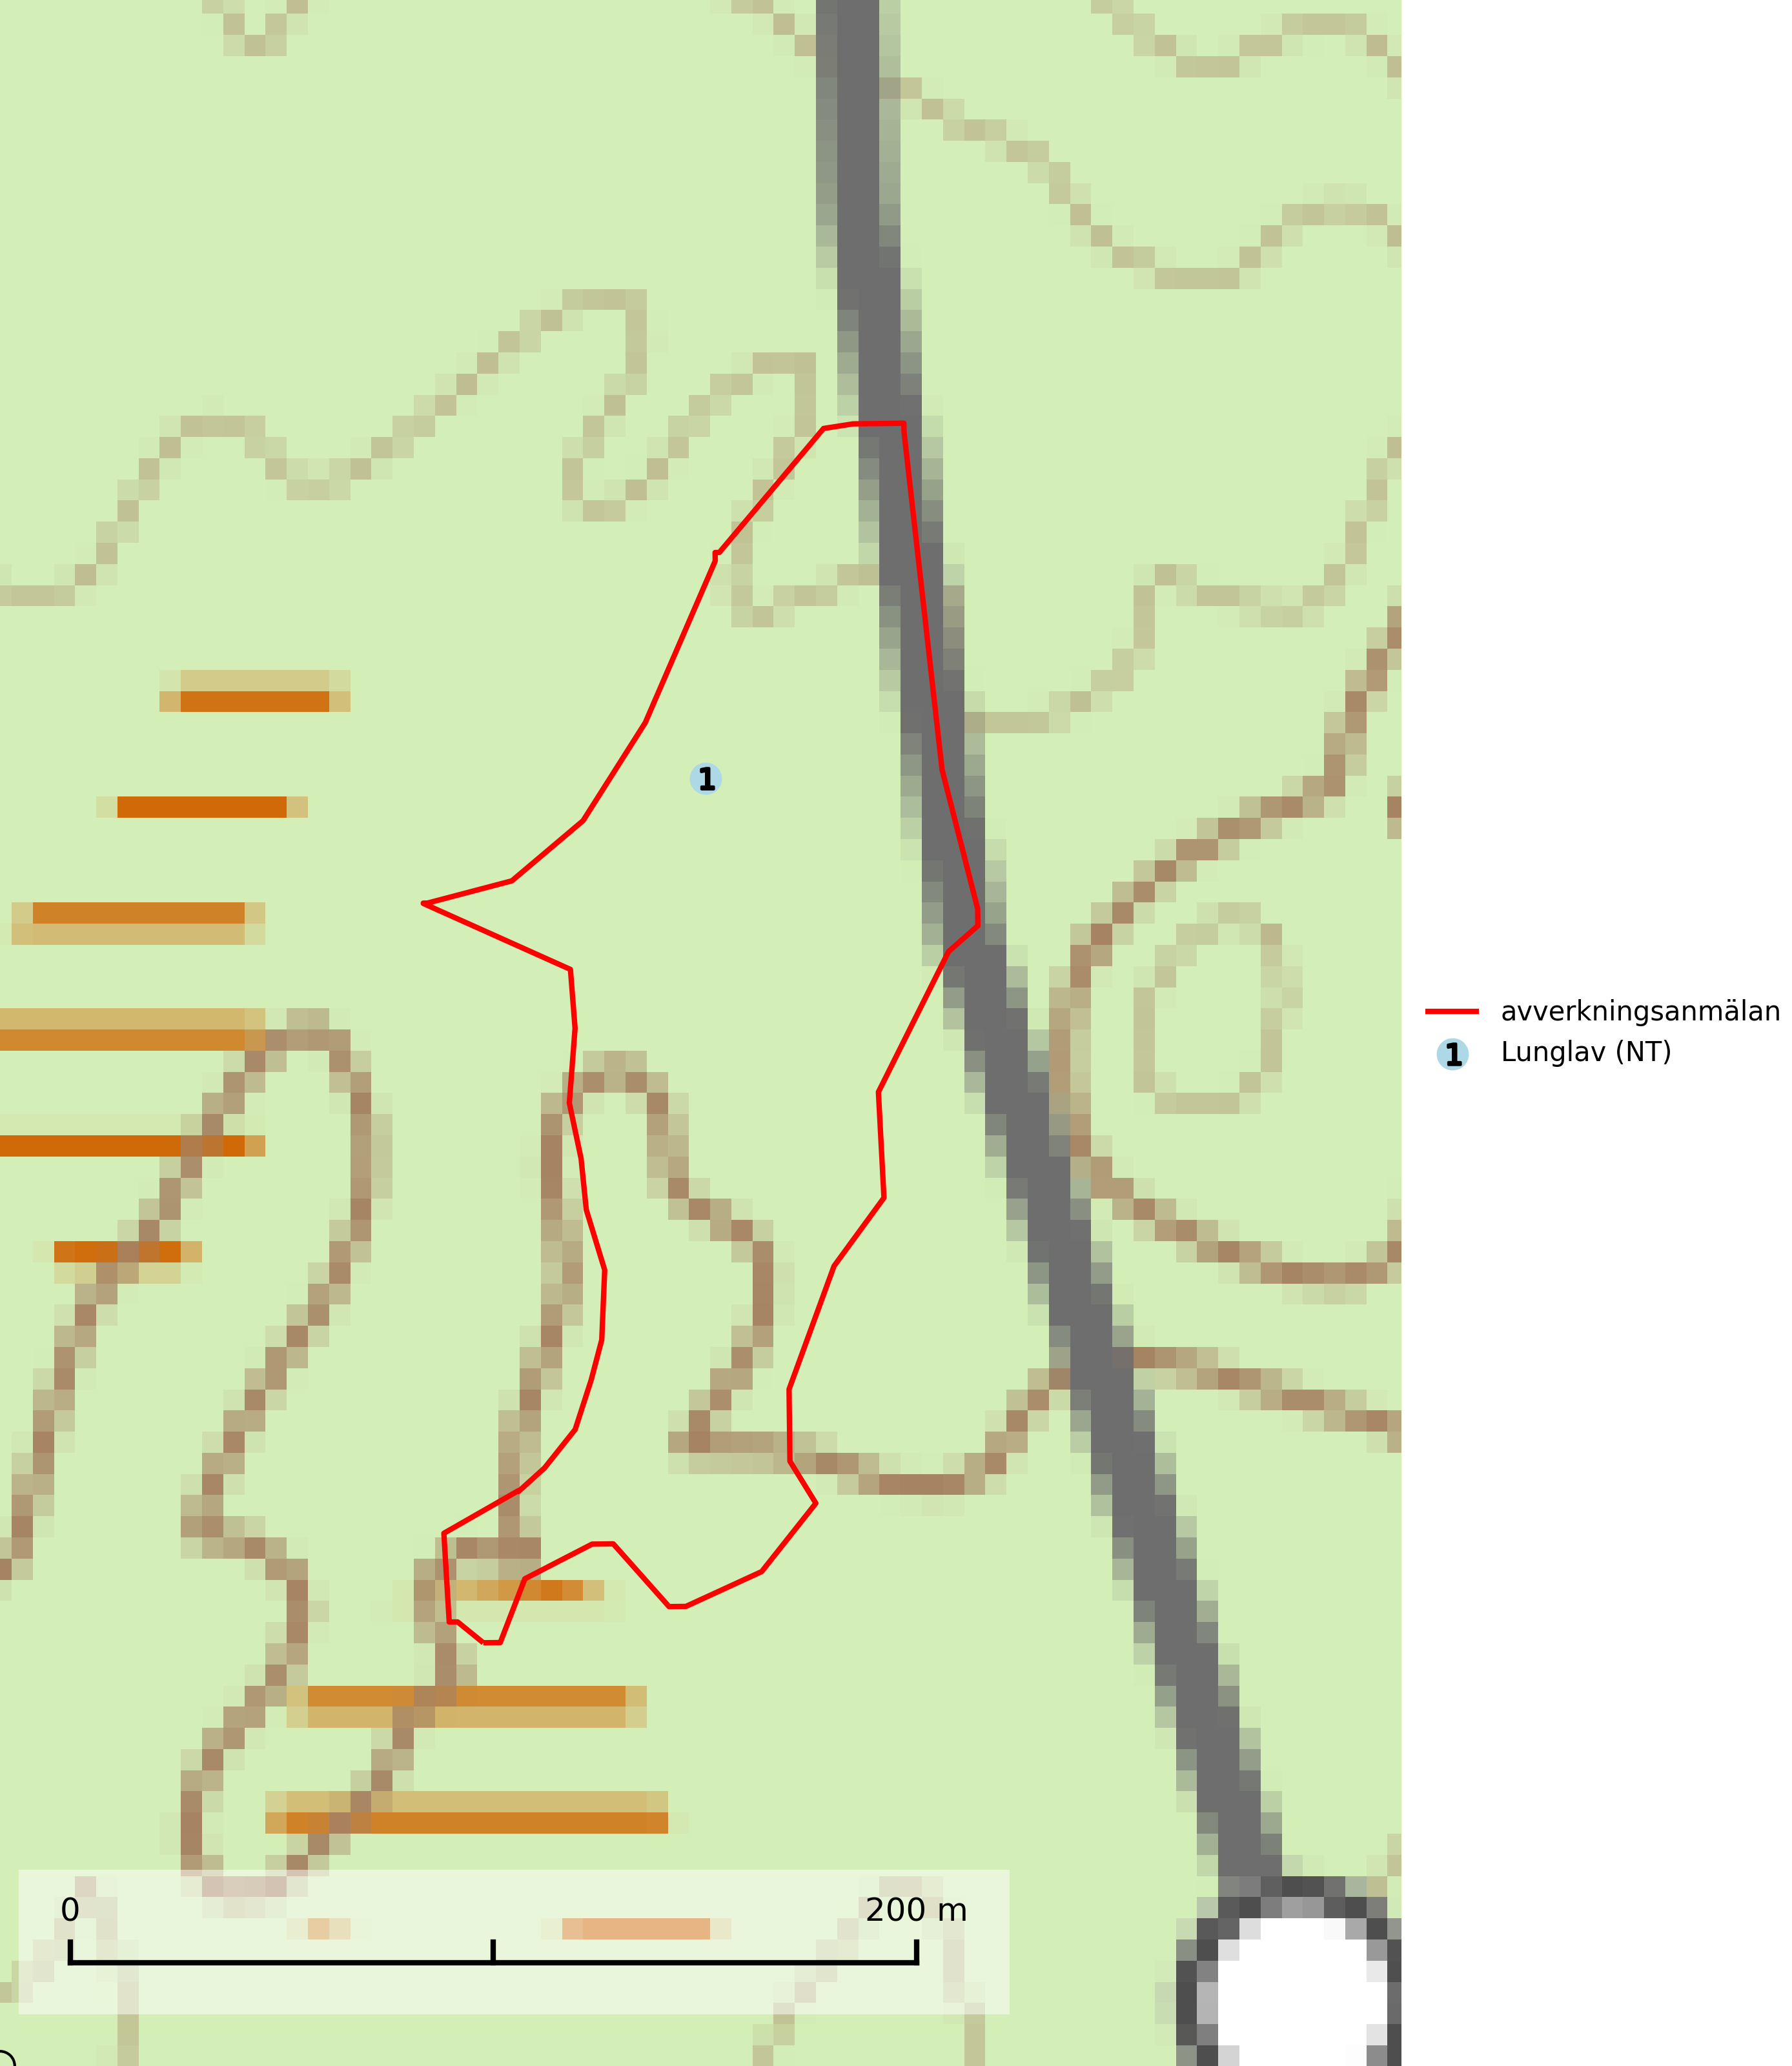 1
avverkningsanmälan
1 Lunglav (NT)
0 200 m